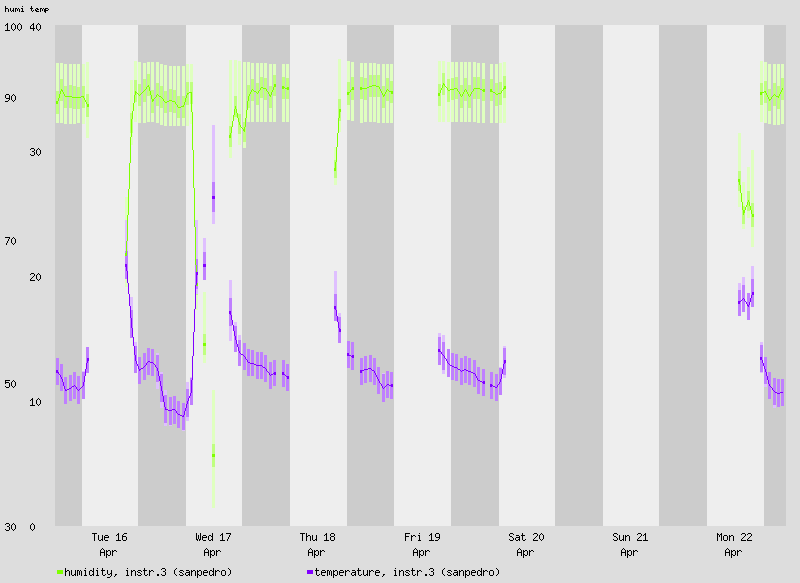 humi temp
100 40
90
30
70
20
50
10
30 0
Tue 16 Wed 17 Thu 18 Fri 19 Sat 20 Sun 21 Mon 22
Apr Apr Apr Apr Apr Apr Apr
humidity, instr.3 (sanpedro) temperature, instr.3 (sanpedro)